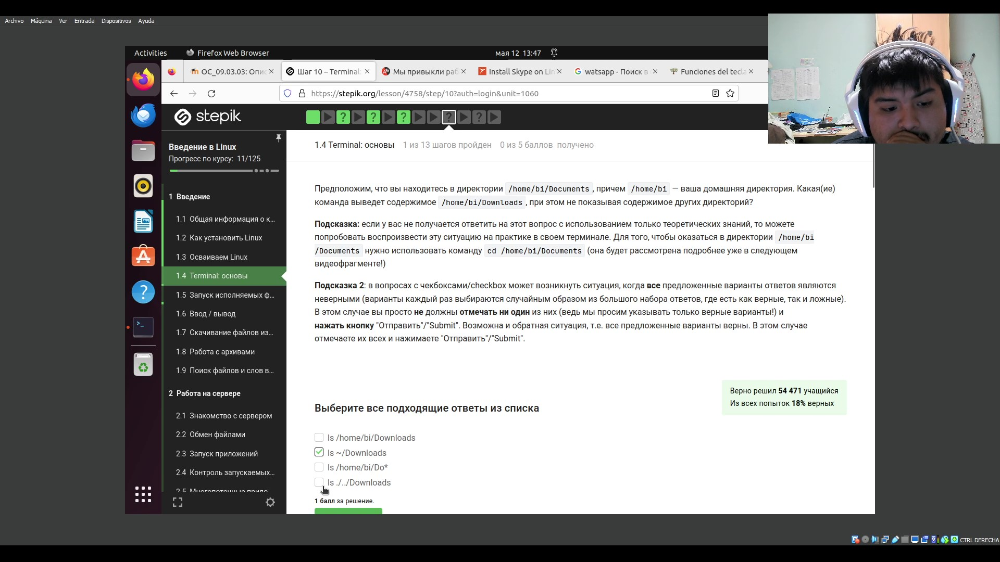 Archivo Máquina Ver Entrada Dispositivos Ayuda
Activities Firefox Web Browser мая 12 13:47
ОС_09.03.03: Опис Шаг 10 – Terminal: Мы привыкли раб Install Skype on Lin watsapp - Поиск в Funciones del tecla
https://stepik.org/lesson/4758/step/10?auth=login&unit=1060
stepik
Введение в Linux
Прогресс по курсу: 11/125
1 Введение
1.1 Общая информация о к...
1.2 Как установить Linux
1.3 Осваиваем Linux
1.4 Terminal: основы
1.5 Запуск исполняемых ф...
1.6 Ввод / вывод
1.7 Скачивание файлов из...
1.8 Работа с архивами
1.9 Поиск файлов и слов в...
2 Работа на сервере
2.1 Знакомство с сервером
2.2 Обмен файлами
2.3 Запуск приложений
2.4 Контроль запускаемых...
1.4 Terminal: основы 1 из 13 шагов пройден 0 из 5 баллов получено
Предположим, что вы находитесь в директории /home/bi/Documents , причем /home/bi — ваша домашняя директория. Какая(ие)
команда выведет содержимое /home/bi/Downloads , при этом не показывая содержимое других директорий?
Подсказка: если у вас не получается ответить на этот вопрос с использованием только теоретических знаний, то можете
попробовать воспроизвести эту ситуацию на практике в своем терминале. Для того, чтобы оказаться в директории /home/bi
/Documents нужно использовать команду cd /home/bi/Documents (она будет рассмотрена подробнее уже в следующем
видеофрагменте!)
Подсказка 2: в вопросах с чекбоксами/checkbox может возникнуть ситуация, когда все предложенные варианты ответов являются
неверными (варианты каждый раз выбираются случайным образом из большого набора ответов, где есть как верные, так и ложные).
В этом случае вы просто не должны отмечать ни один из них (ведь мы просим указывать только верные варианты!) и
нажать кнопку "Отправить"/"Submit". Возможна и обратная ситуация, т.е. все предложенные варианты верны. В этом случае
отмечаете их всех и нажимаете "Отправить"/"Submit".
Верно решил 54 471 учащийся
Из всех попыток 18% верных
Выберите все подходящие ответы из списка
ls /home/bi/Downloads
ls ~/Downloads
ls /home/bi/Do*
ls ./../Downloads
1 балл за решение.
CTRL DERECHA